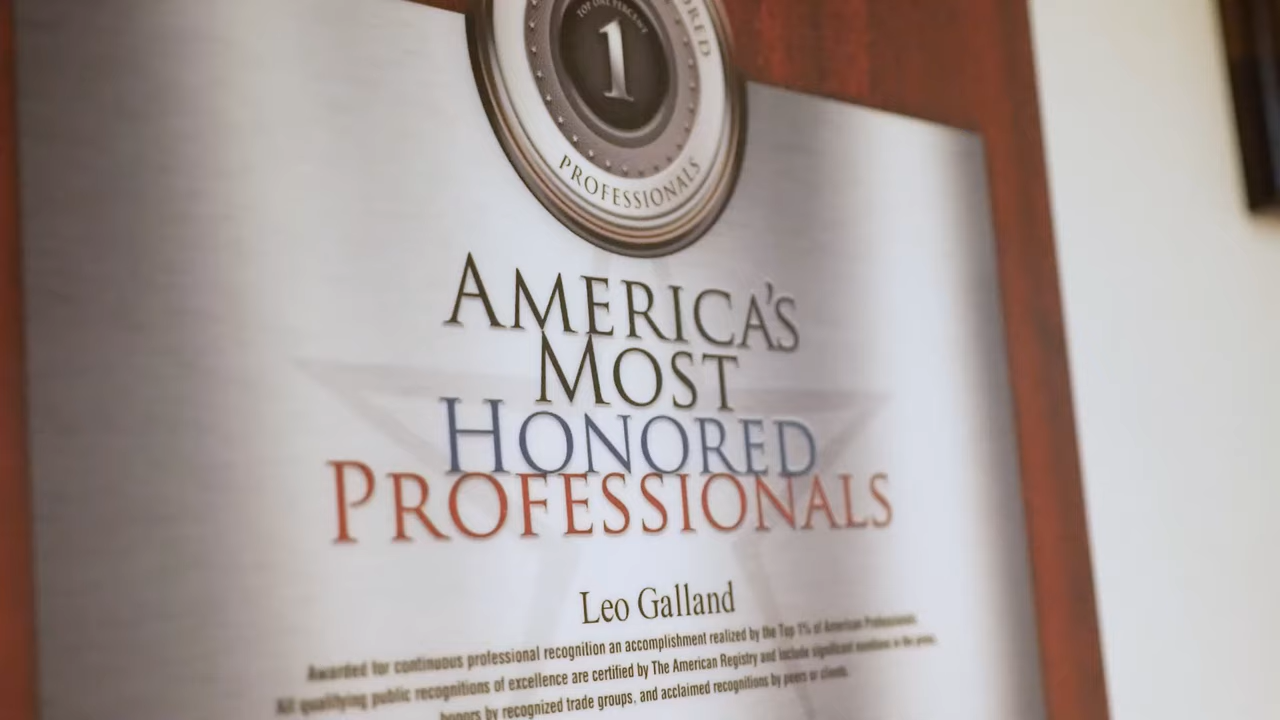 TOP ONE PERCENT
1
ORED
PROFESSIONALS
AMERICA'S
MOST
HONORED
PROFESSIONALS
Leo Galland
Awarded for continuous professional recognition an accomplishment realized by the Top 1% of American Professionals.
All qualifying public recognitions of excellence are certified by The American Registry and include significant mentions in the press,
honors by recognized trade groups, and acclaimed recognitions by peers or clients.